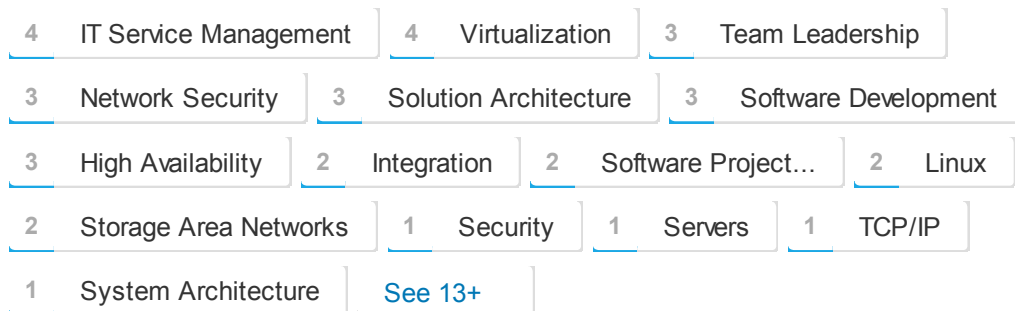 4 IT Service Management 4 Virtualization 3 Team Leadership
3 Network Security 3 Solution Architecture 3 Software Development
3 High Availability 2 Integration 2 Software Project... 2 Linux
2 Storage Area Networks 1 Security 1 Servers 1 TCP/IP
1 System Architecture See 13+